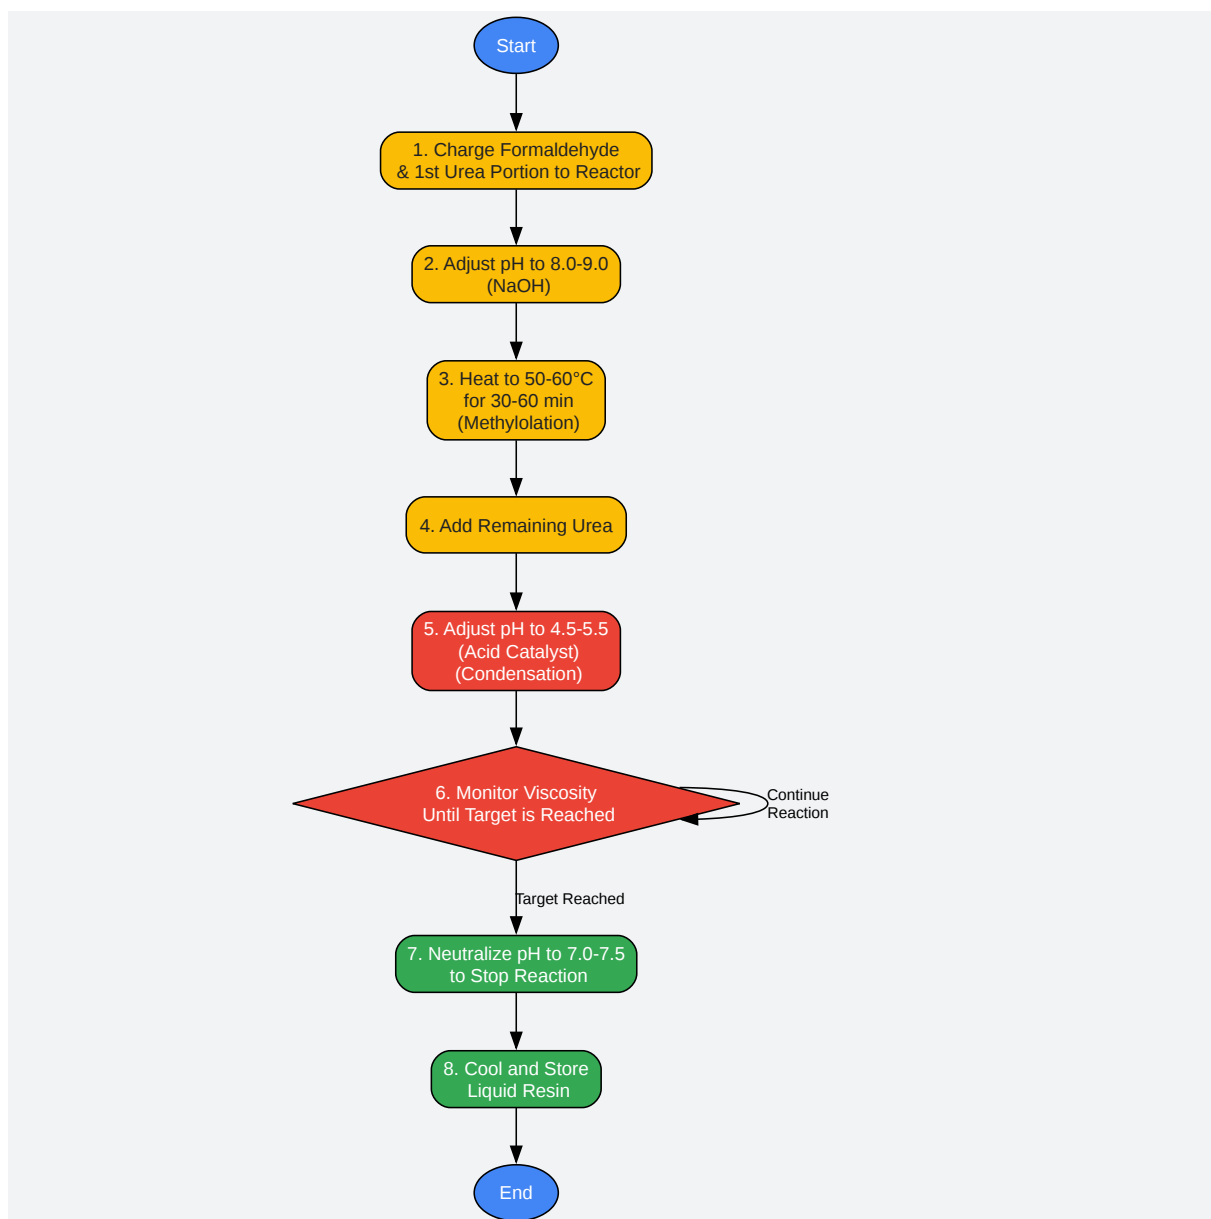 Start
1. Charge Formaldehyde
& 1st Urea Portion to Reactor
2. Adjust pH to 8.0-9.0
(NaOH)
3. Heat to 50-60°C
for 30-60 min
(Methylolation)
4. Add Remaining Urea
5. Adjust pH to 4.5-5.5
(Acid Catalyst)
(Condensation)
6. Monitor Viscosity
Until Target is Reached
Continue
Reaction
Target Reached
7. Neutralize pH to 7.0-7.5
to Stop Reaction
8. Cool and Store
Liquid Resin
End